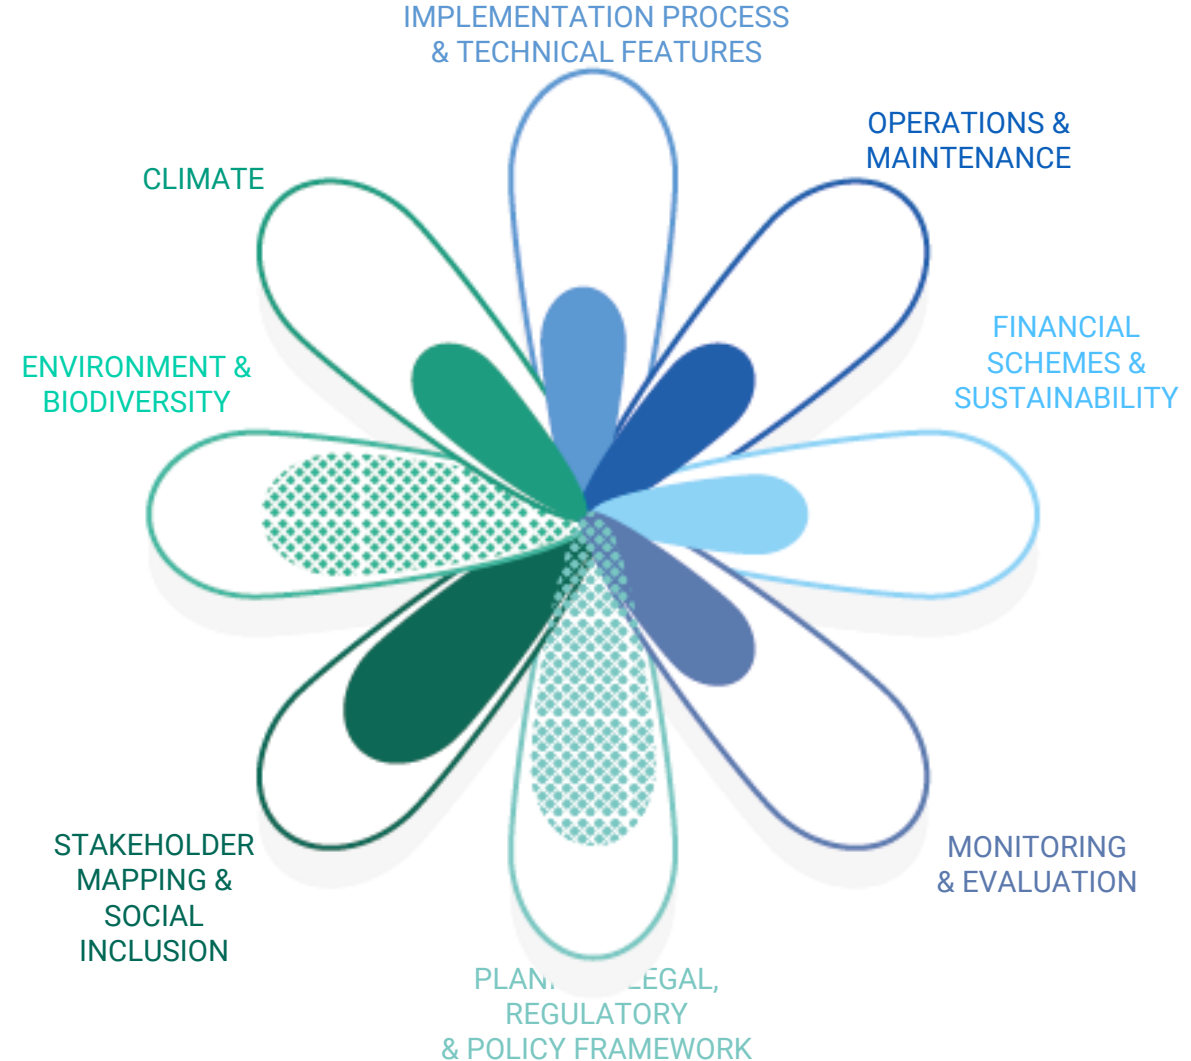 IMPLEMENTATION PROCESS
& TECHNICAL FEATURES
OPERATIONS &
MAINTENANCE
CLIMATE
FINANCIAL
SCHEMES &
SUSTAINABILITY
ENVIRONMENT &
BIODIVERSITY
STAKEHOLDER
MAPPING &
SOCIAL
INCLUSION
MONITORING
& EVALUATION
REGULATORY
& POLICY FRAMEWORK